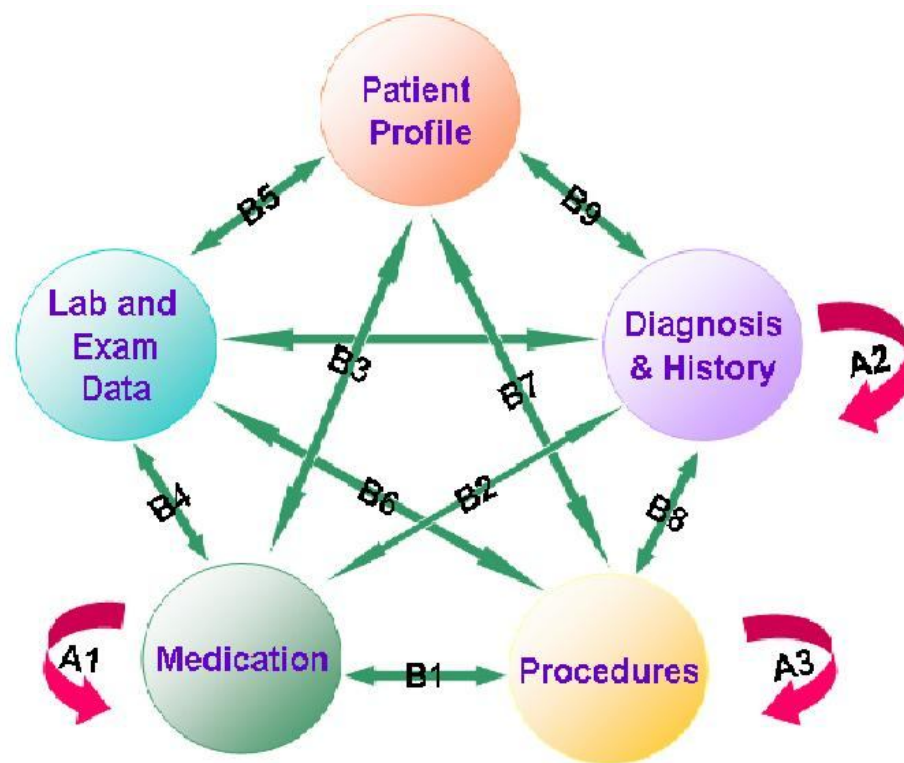 Patient
Profile
B5
B9
Lab and
Exam
Data
Diagnosis
& History
A2
B3
B7
B4
B6
B2
B8
A1
Medication
B1
Procedures
A3